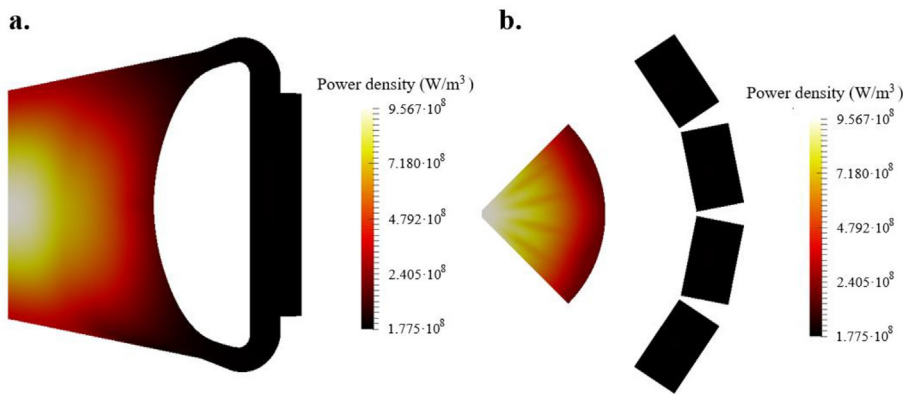 a.
Power density (W/m³)
9.567·10⁸
7.180·10⁸
4.792·10⁸
2.405·10⁸
1.775·10⁸
b.
Power density (W/m³)
9.567·10⁸
7.180·10⁸
4.792·10⁸
2.405·10⁸
1.775·10⁸